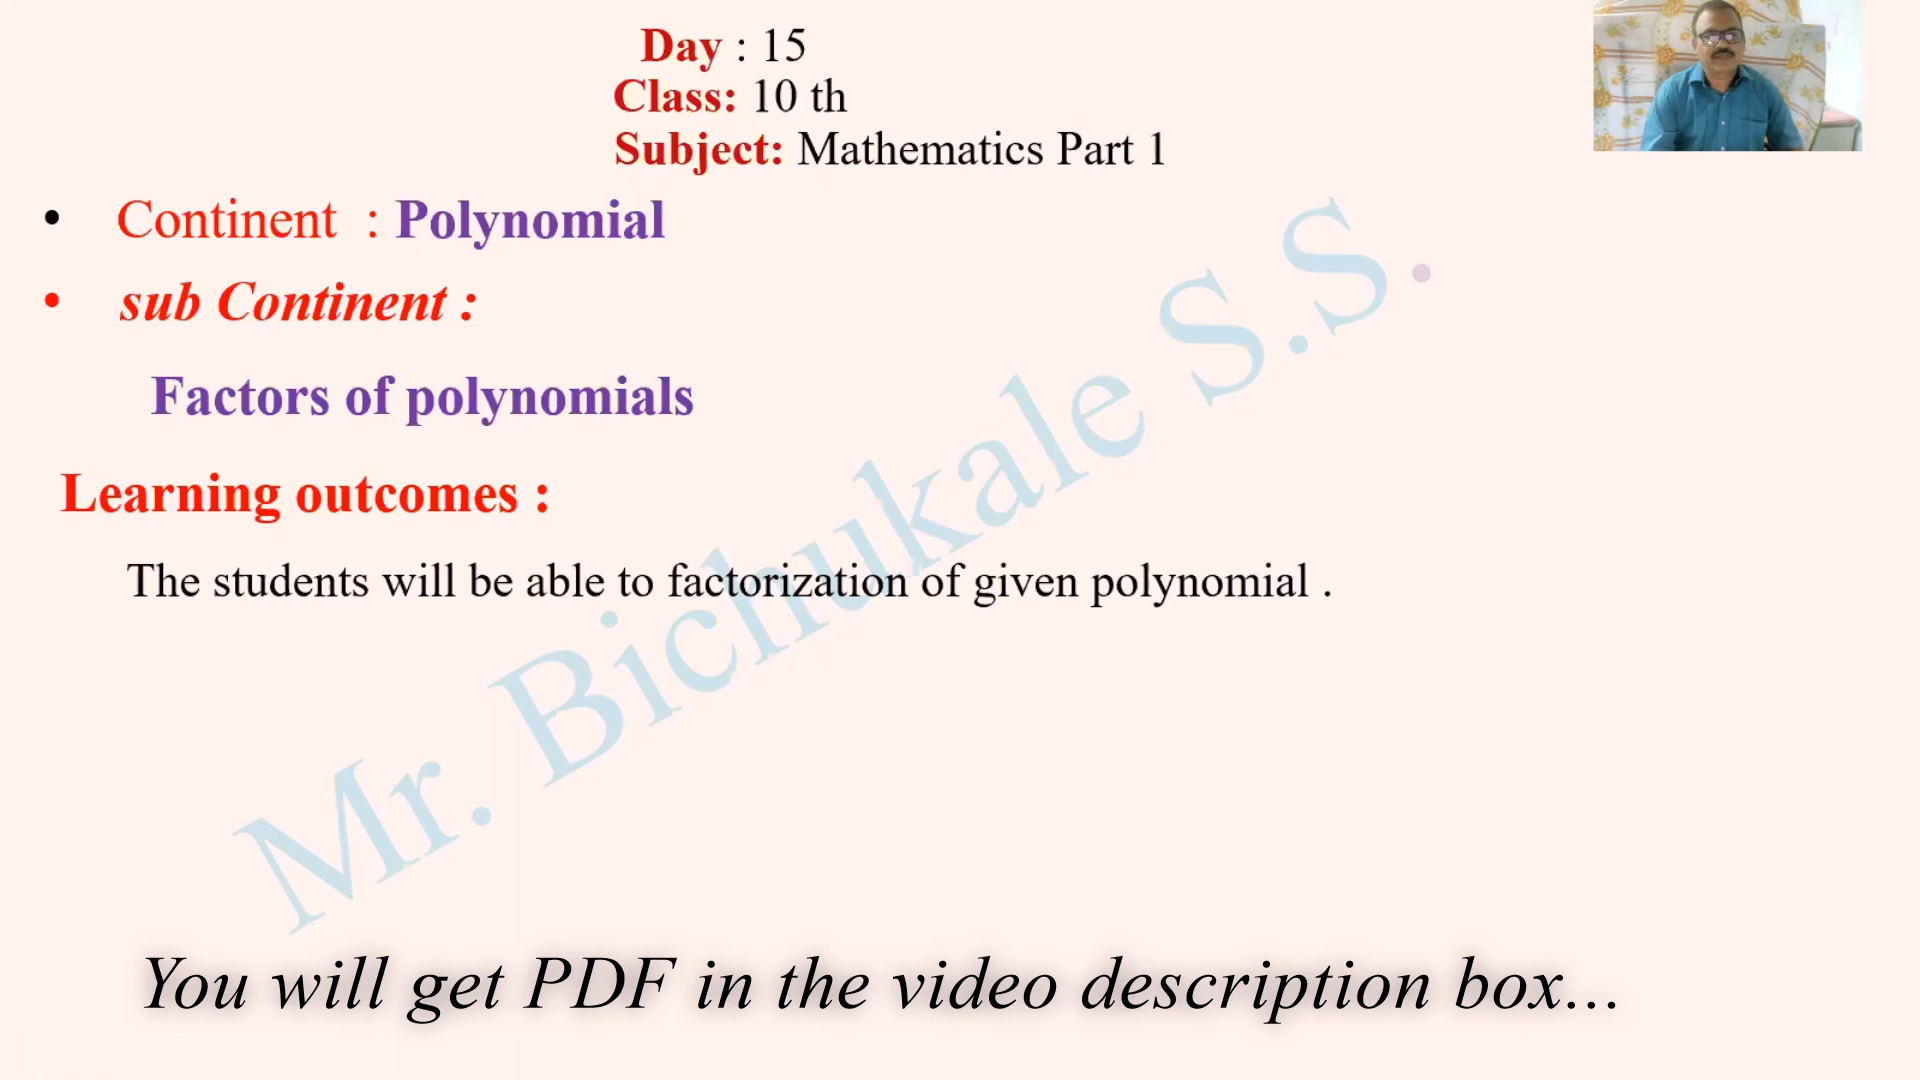 Day : 15
Class: 10 th
Subject: Mathematics Part 1
• Continent : Polynomial
• sub Continent :
Factors of polynomials
Learning outcomes :
The students will be able to factorization of given polynomial .
Mr. Bichukale S.S.
You will get PDF in the video description box...